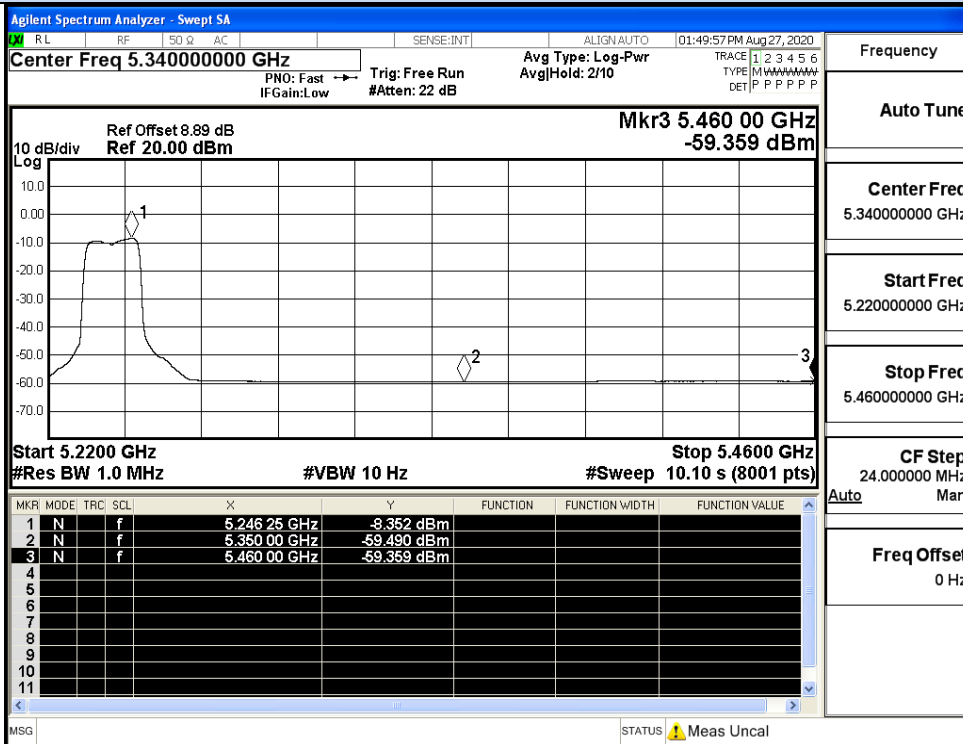 Agilent Spectrum Analyzer - Swept SA
LXI RL RF 50 Ω AC SENSE:INT ALIGN AUTO 01:49:57 PM Aug 27, 2020
Center Freq 5.340000000 GHz
PNO: Fast
IFGain:Low
Trig: Free Run
#Atten: 22 dB
Avg Type: Log-Pwr
Avg|Hold: 2/10
TRACE 1 2 3 4 5 6
TYPE M WWWWW
DET P P P P P P
Mkr3 5.460 00 GHz
-59.359 dBm
Ref Offset 8.89 dB
10 dB/div Ref 20.00 dBm
Log
10.0
0.00
-10.0
-20.0
-30.0
-40.0
-50.0
-60.0
-70.0
1
2
3
Start 5.2200 GHz Stop 5.4600 GHz
#Res BW 1.0 MHz #VBW 10 Hz #Sweep 10.10 s (8001 pts)
MKR MODE TRC SCL X Y FUNCTION FUNCTION WIDTH FUNCTION VALUE
1 N f 5.246 25 GHz -8.352 dBm
2 N f 5.350 00 GHz -59.490 dBm
3 N f 5.460 00 GHz -59.359 dBm
4
5
6
7
8
9
10
11
MSG STATUS Meas Uncal
Frequency
Auto Tune
Center Freq
5.340000000 GHz
Start Freq
5.220000000 GHz
Stop Freq
5.460000000 GHz
CF Step
24.000000 MHz
Auto Man
Freq Offset
0 Hz